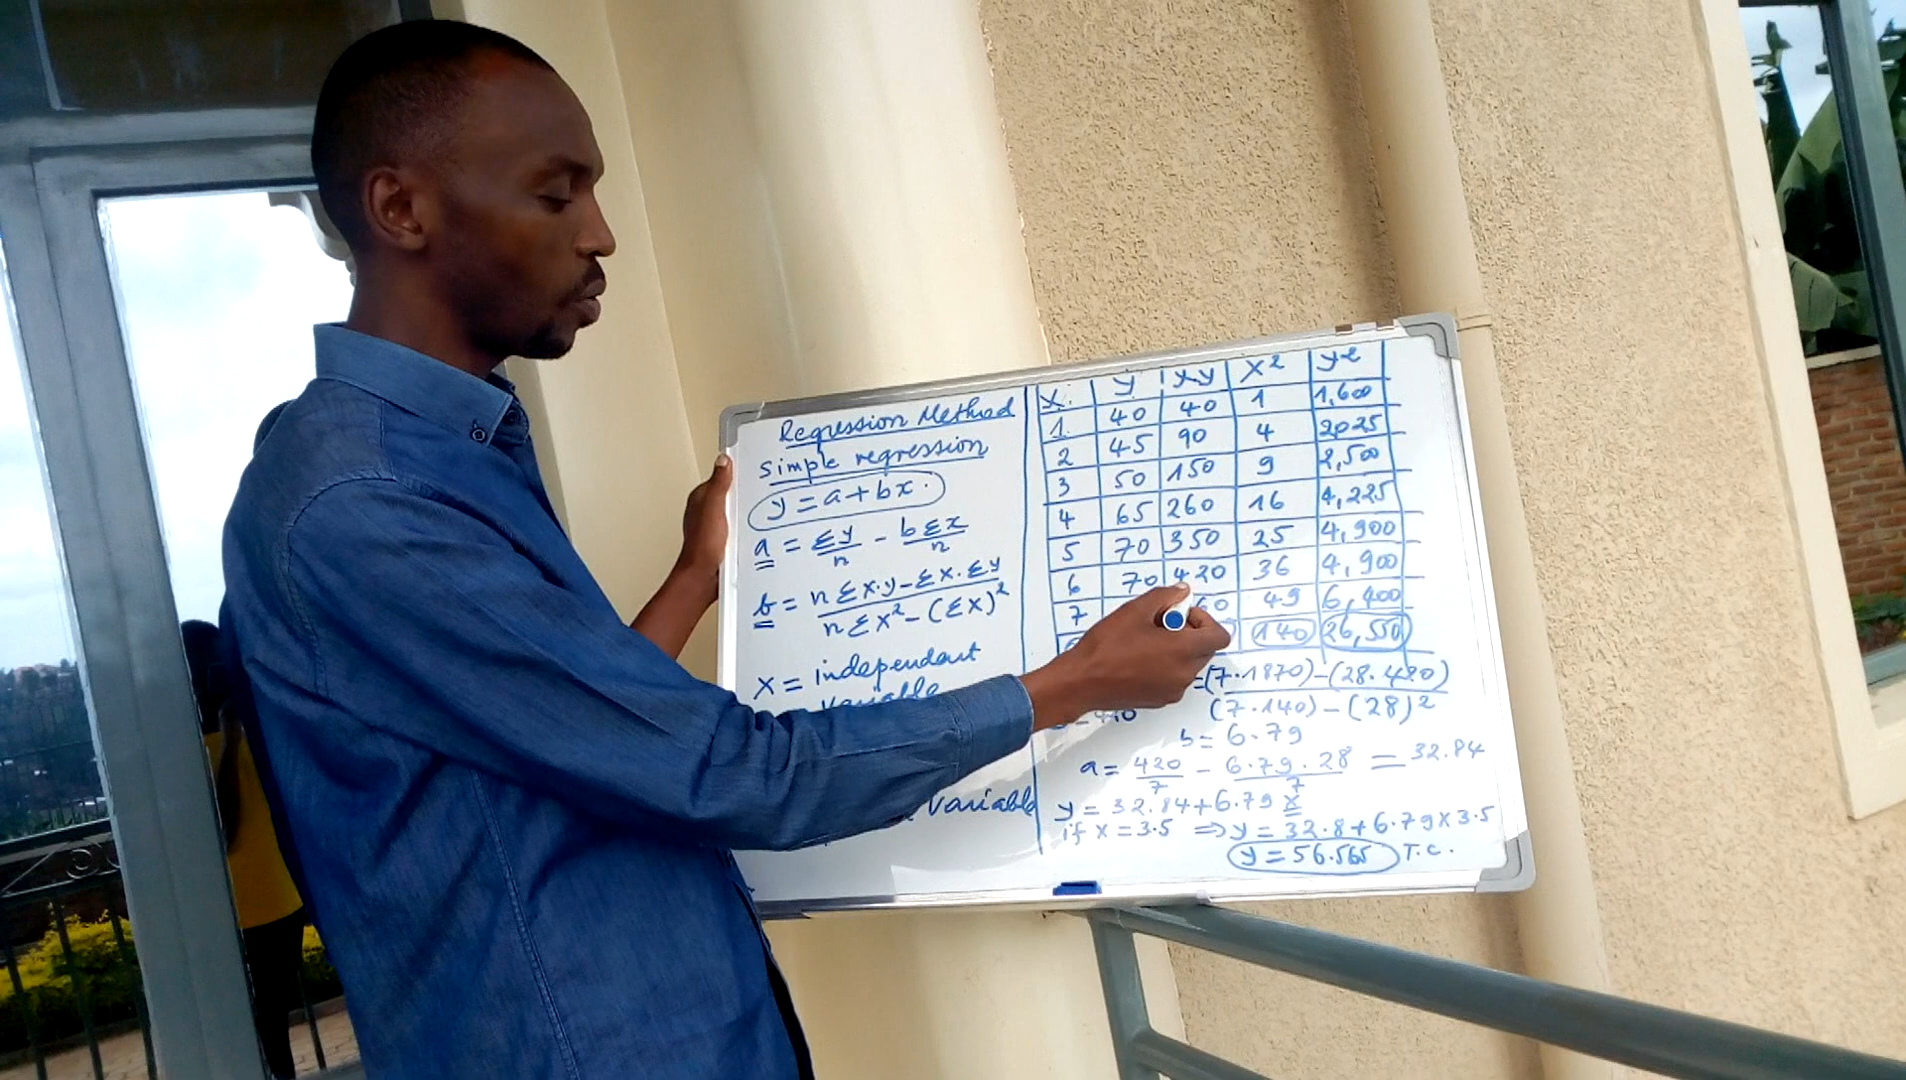 Regression Method
simple regression
y = a + bx.
a = Σy/n - bΣx/n
b = nΣx.y - Σx.Σy / nΣx² - (Σx)²
x = independent
variable
variable
x. y x.y x² y²
1. 40 40 1 1,600
2 45 90 4 2025
3 50 150 9 2,500
4 65 260 16 4,225
5 70 350 25 4,900
6 70 420 36 4,900
7 60 49 6,400
140 26,550
=(7.1870)-(28.420) / (7.140)-(28)²
b = 6.79
a = 420/7 - 6.79.28/7 = 32.84
y = 32.84+6.79 x
if x = 3.5 ⇒ y = 32.8+6.79x3.5
y = 56.565 T.C.